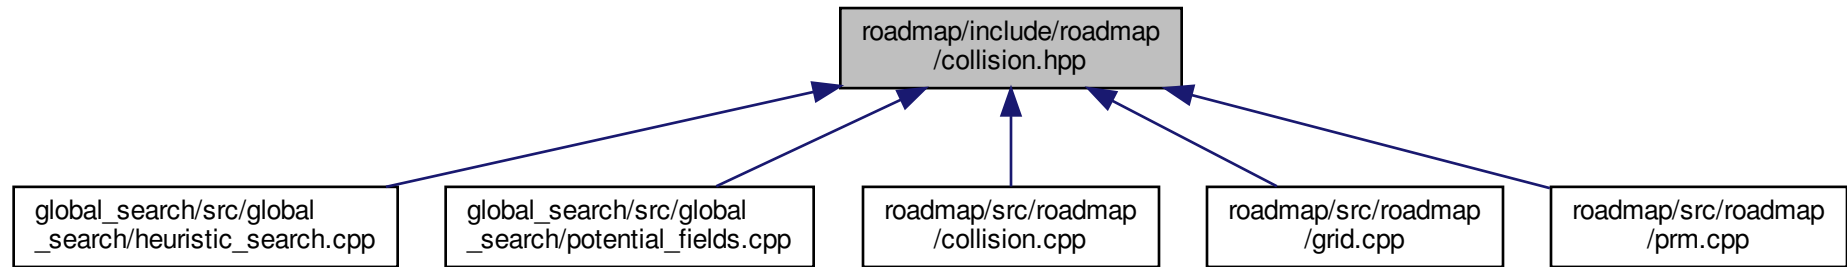 roadmap/include/roadmap
/collision.hpp
global_search/src/global
_search/heuristic_search.cpp
global_search/src/global
_search/potential_fields.cpp
roadmap/src/roadmap
/collision.cpp
roadmap/src/roadmap
/grid.cpp
roadmap/src/roadmap
/prm.cpp